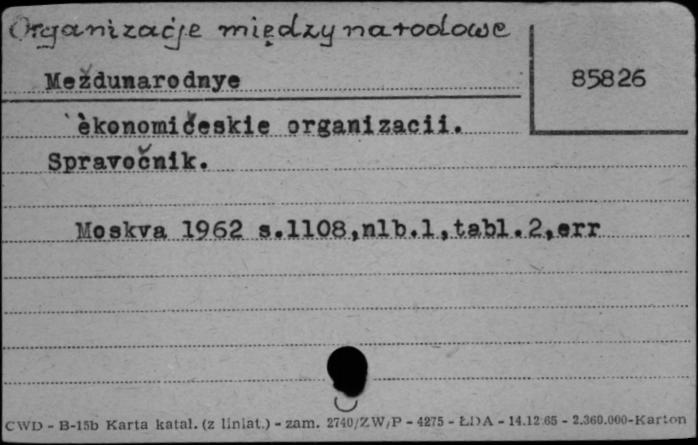 Organizacje międzynarodowe
Meždunarodnye
85826
èkonomičeskie organizacii.
Spravočnik.
Moskva 1962 s.1108,nlb.1,tabl.2,err
CWD - B-15b Karta katal. (z liniat.) - zam. 2740/ZW/P - 4275 - ŁDA - 14.12.65 - 2.360.000-Karton